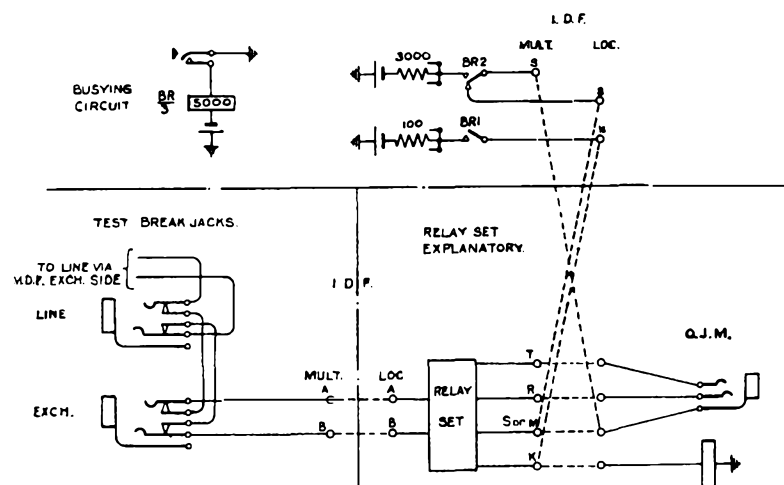 I. D. F.
MULT. LOC.
3000
BR2
S
S
BUSYING
CIRCUIT
BR
5000
100
BR1
TEST BREAK JACKS.
RELAY SET
EXPLANATORY.
TO LINE VIA
M.D.F. EXCH. SIDE
I. D. F.
LINE
Q.J.M.
T
MULT. LOC
A A
RELAY
SET
R
EXCH.
B B
S or M
K